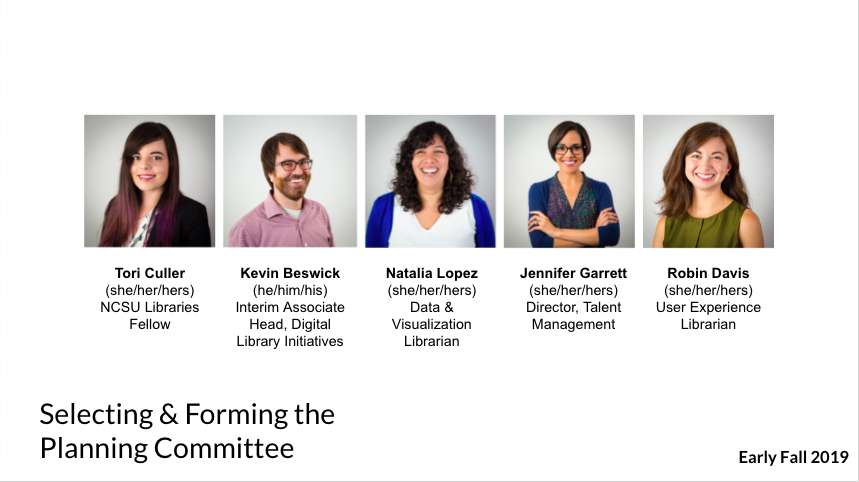 Tori Culler
(she/her/hers)
NCSU Libraries
Fellow
Kevin Beswick
(he/him/his)
Interim Associate
Head, Digital
Library Initiatives
Natalia Lopez
(she/her/hers)
Data &
Visualization
Librarian
Jennifer Garrett
(she/her/hers)
Director, Talent
Management
Robin Davis
(she/her/hers)
User Experience
Librarian
Selecting & Forming the
Planning Committee
Early Fall 2019